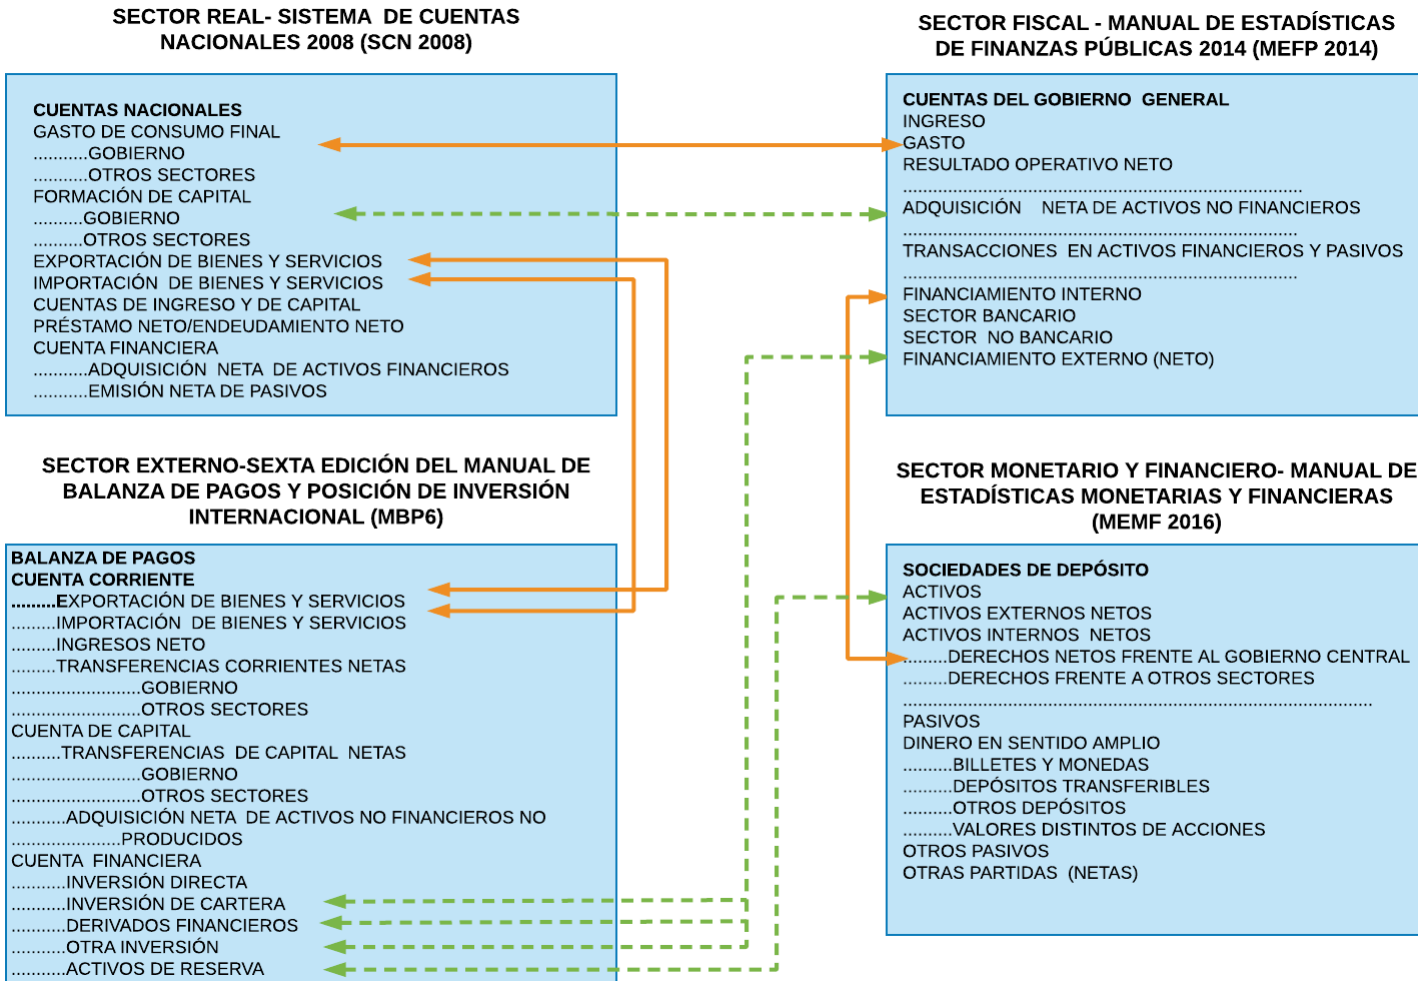 SECTOR REAL- SISTEMA DE CUENTAS
NACIONALES 2008 (SCN 2008)
CUENTAS NACIONALES
GASTO DE CONSUMO FINAL
...........GOBIERNO
...........OTROS SECTORES
FORMACIÓN DE CAPITAL
..........GOBIERNO
..........OTROS SECTORES
EXPORTACIÓN DE BIENES Y SERVICIOS
IMPORTACIÓN DE BIENES Y SERVICIOS
CUENTAS DE INGRESO Y DE CAPITAL
PRÉSTAMO NETO/ENDEUDAMIENTO NETO
CUENTA FINANCIERA
...........ADQUISICIÓN NETA DE ACTIVOS FINANCIEROS
...........EMISIÓN NETA DE PASIVOS
SECTOR FISCAL - MANUAL DE ESTADÍSTICAS
DE FINANZAS PÚBLICAS 2014 (MEFP 2014)
CUENTAS DEL GOBIERNO GENERAL
INGRESO
GASTO
RESULTADO OPERATIVO NETO
................................................................................
ADQUISICIÓN NETA DE ACTIVOS NO FINANCIEROS
...............................................................................
TRANSACCIONES EN ACTIVOS FINANCIEROS Y PASIVOS
...............................................................................
FINANCIAMIENTO INTERNO
SECTOR BANCARIO
SECTOR NO BANCARIO
FINANCIAMIENTO EXTERNO (NETO)
SECTOR EXTERNO-SEXTA EDICIÓN DEL MANUAL DE
BALANZA DE PAGOS Y POSICIÓN DE INVERSIÓN
INTERNACIONAL (MBP6)
BALANZA DE PAGOS
CUENTA CORRIENTE
.........EXPORTACIÓN DE BIENES Y SERVICIOS
.........IMPORTACIÓN DE BIENES Y SERVICIOS
.........INGRESOS NETO
.........TRANSFERENCIAS CORRIENTES NETAS
..........................GOBIERNO
..........................OTROS SECTORES
CUENTA DE CAPITAL
..........TRANSFERENCIAS DE CAPITAL NETAS
..........................GOBIERNO
..........................OTROS SECTORES
...........ADQUISICIÓN NETA DE ACTIVOS NO FINANCIEROS NO
......................PRODUCIDOS
CUENTA FINANCIERA
...........INVERSIÓN DIRECTA
...........INVERSIÓN DE CARTERA
...........DERIVADOS FINANCIEROS
...........OTRA INVERSIÓN
...........ACTIVOS DE RESERVA
SECTOR MONETARIO Y FINANCIERO- MANUAL DE
ESTADÍSTICAS MONETARIAS Y FINANCIERAS
(MEMF 2016)
SOCIEDADES DE DEPÓSITO
ACTIVOS
ACTIVOS EXTERNOS NETOS
ACTIVOS INTERNOS NETOS
.........DERECHOS NETOS FRENTE AL GOBIERNO CENTRAL
.........DERECHOS FRENTE A OTROS SECTORES
..............................................................................................
PASIVOS
DINERO EN SENTIDO AMPLIO
..........BILLETES Y MONEDAS
..........DEPÓSITOS TRANSFERIBLES
..........OTROS DEPÓSITOS
..........VALORES DISTINTOS DE ACCIONES
OTROS PASIVOS
OTRAS PARTIDAS (NETAS)